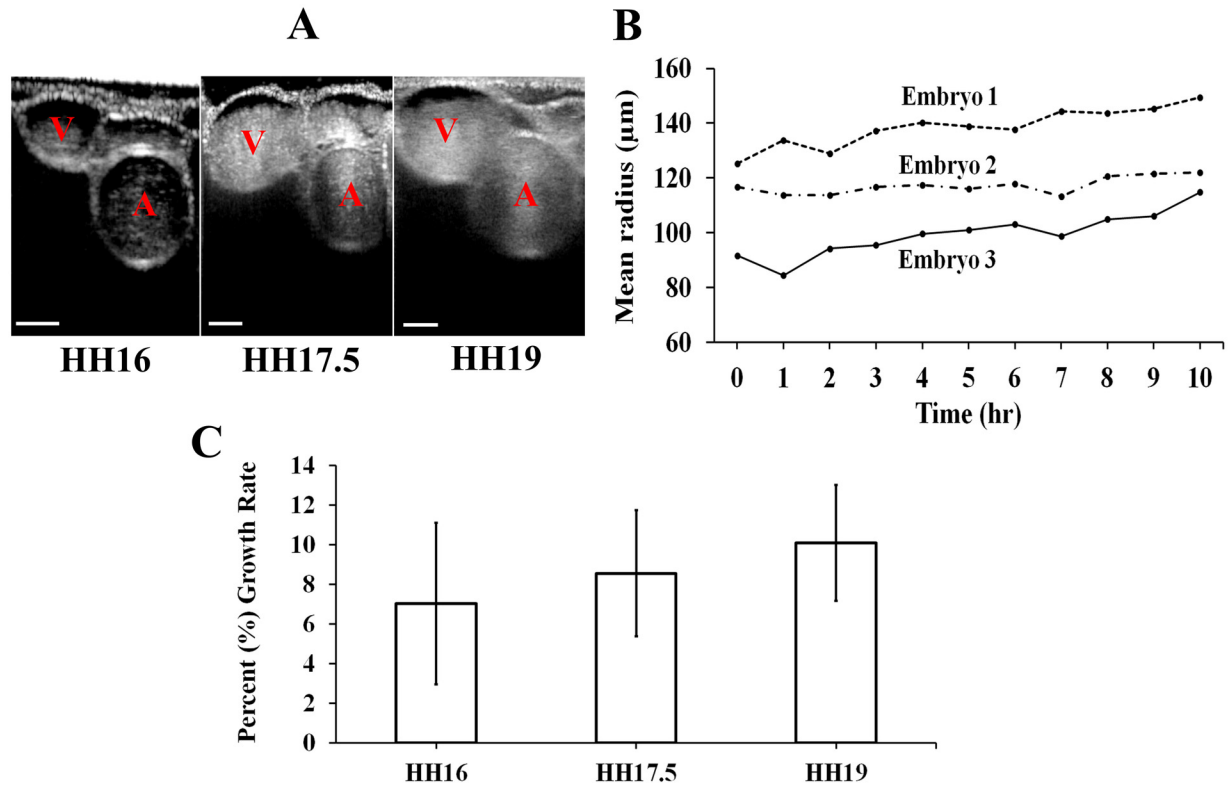 A
V
A
V
A
V
A
HH16
HH17.5
HH19
B
Mean radius (μm)
160
140
120
100
80
60
Embryo 1
Embryo 2
Embryo 3
0 1 2 3 4 5 6 7 8 9 10
Time (hr)
C
Percent (%) Growth Rate
14
12
10
8
6
4
2
0
HH16 HH17.5 HH19